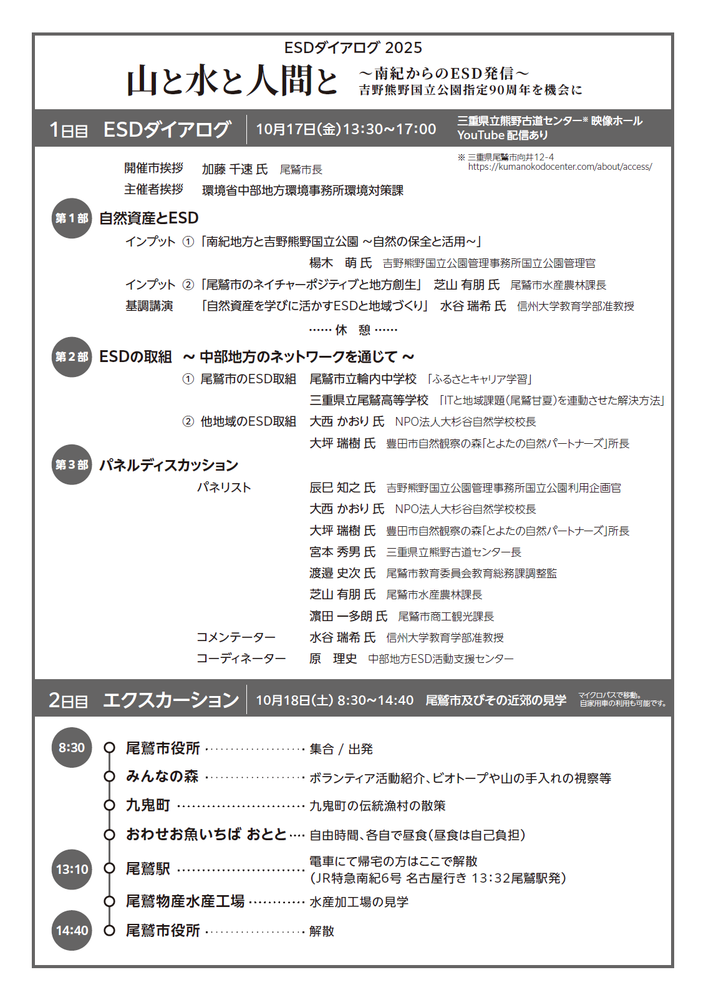 ESDダイアログ 2025
山と水と人間と
～南紀からのESD発信～
吉野熊野国立公園指定90周年を機会に
1日目 ESDダイアログ 10月17日(金)13:30~17:00
三重県立熊野古道センター※ 映像ホール
YouTube 配信あり
※ 三重県尾鷲市向井12-4
https://kumanokodocenter.com/about/access/
開催市挨拶 加藤 千速 氏 尾鷲市長
主催者挨拶 環境省中部地方環境事務所環境対策課
第1部 自然資産とESD
インプット ① 「南紀地方と吉野熊野国立公園 ~自然の保全と活用~」
楊木 萌 氏 吉野熊野国立公園管理事務所国立公園管理官
インプット ② 「尾鷲市のネイチャーポジティブと地方創生」 芝山 有朋 氏 尾鷲市水産農林課長
基調講演 「自然資産を学びに活かすESDと地域づくり」 水谷 瑞希 氏 信州大学教育学部准教授
…… 休 憩 ……
第2部 ESDの取組 ~ 中部地方のネットワークを通じて ~
① 尾鷲市のESD取組 尾鷲市立輪内中学校 「ふるさとキャリア学習」
三重県立尾鷲高等学校 「ITと地域課題(尾鷲甘夏)を連動させた解決方法」
② 他地域のESD取組 大西 かおり 氏 NPO法人大杉谷自然学校校長
大坪 瑞樹 氏 豊田市自然観察の森「とよたの自然パートナーズ」所長
第3部 パネルディスカッション
パネリスト 辰巳 知之 氏 吉野熊野国立公園管理事務所国立公園利用企画官
大西 かおり 氏 NPO法人大杉谷自然学校校長
大坪 瑞樹 氏 豊田市自然観察の森「とよたの自然パートナーズ」所長
宮本 秀男 氏 三重県立熊野古道センター長
渡邉 史次 氏 尾鷲市教育委員会教育総務課調整監
芝山 有朋 氏 尾鷲市水産農林課長
濵田 一多朗 氏 尾鷲市商工観光課長
コメンテーター 水谷 瑞希 氏 信州大学教育学部准教授
コーディネーター 原 理史 中部地方ESD活動支援センター
2日目 エクスカーション 10月18日(土) 8:30~14:40 尾鷲市及びその近郊の見学
マイクロバスで移動。
自家用車の利用も可能です。
8:30 尾鷲市役所 集合 / 出発
みんなの森 ボランティア活動紹介、ビオトープや山の手入れの視察等
九鬼町 九鬼町の伝統漁村の散策
おわせお魚いちば おとと 自由時間、各自で昼食(昼食は自己負担)
13:10 尾鷲駅 電車にて帰宅の方はここで解散
(JR特急南紀6号 名古屋行き 13:32尾鷲駅発)
尾鷲物産水産工場 水産加工場の見学
14:40 尾鷲市役所 解散